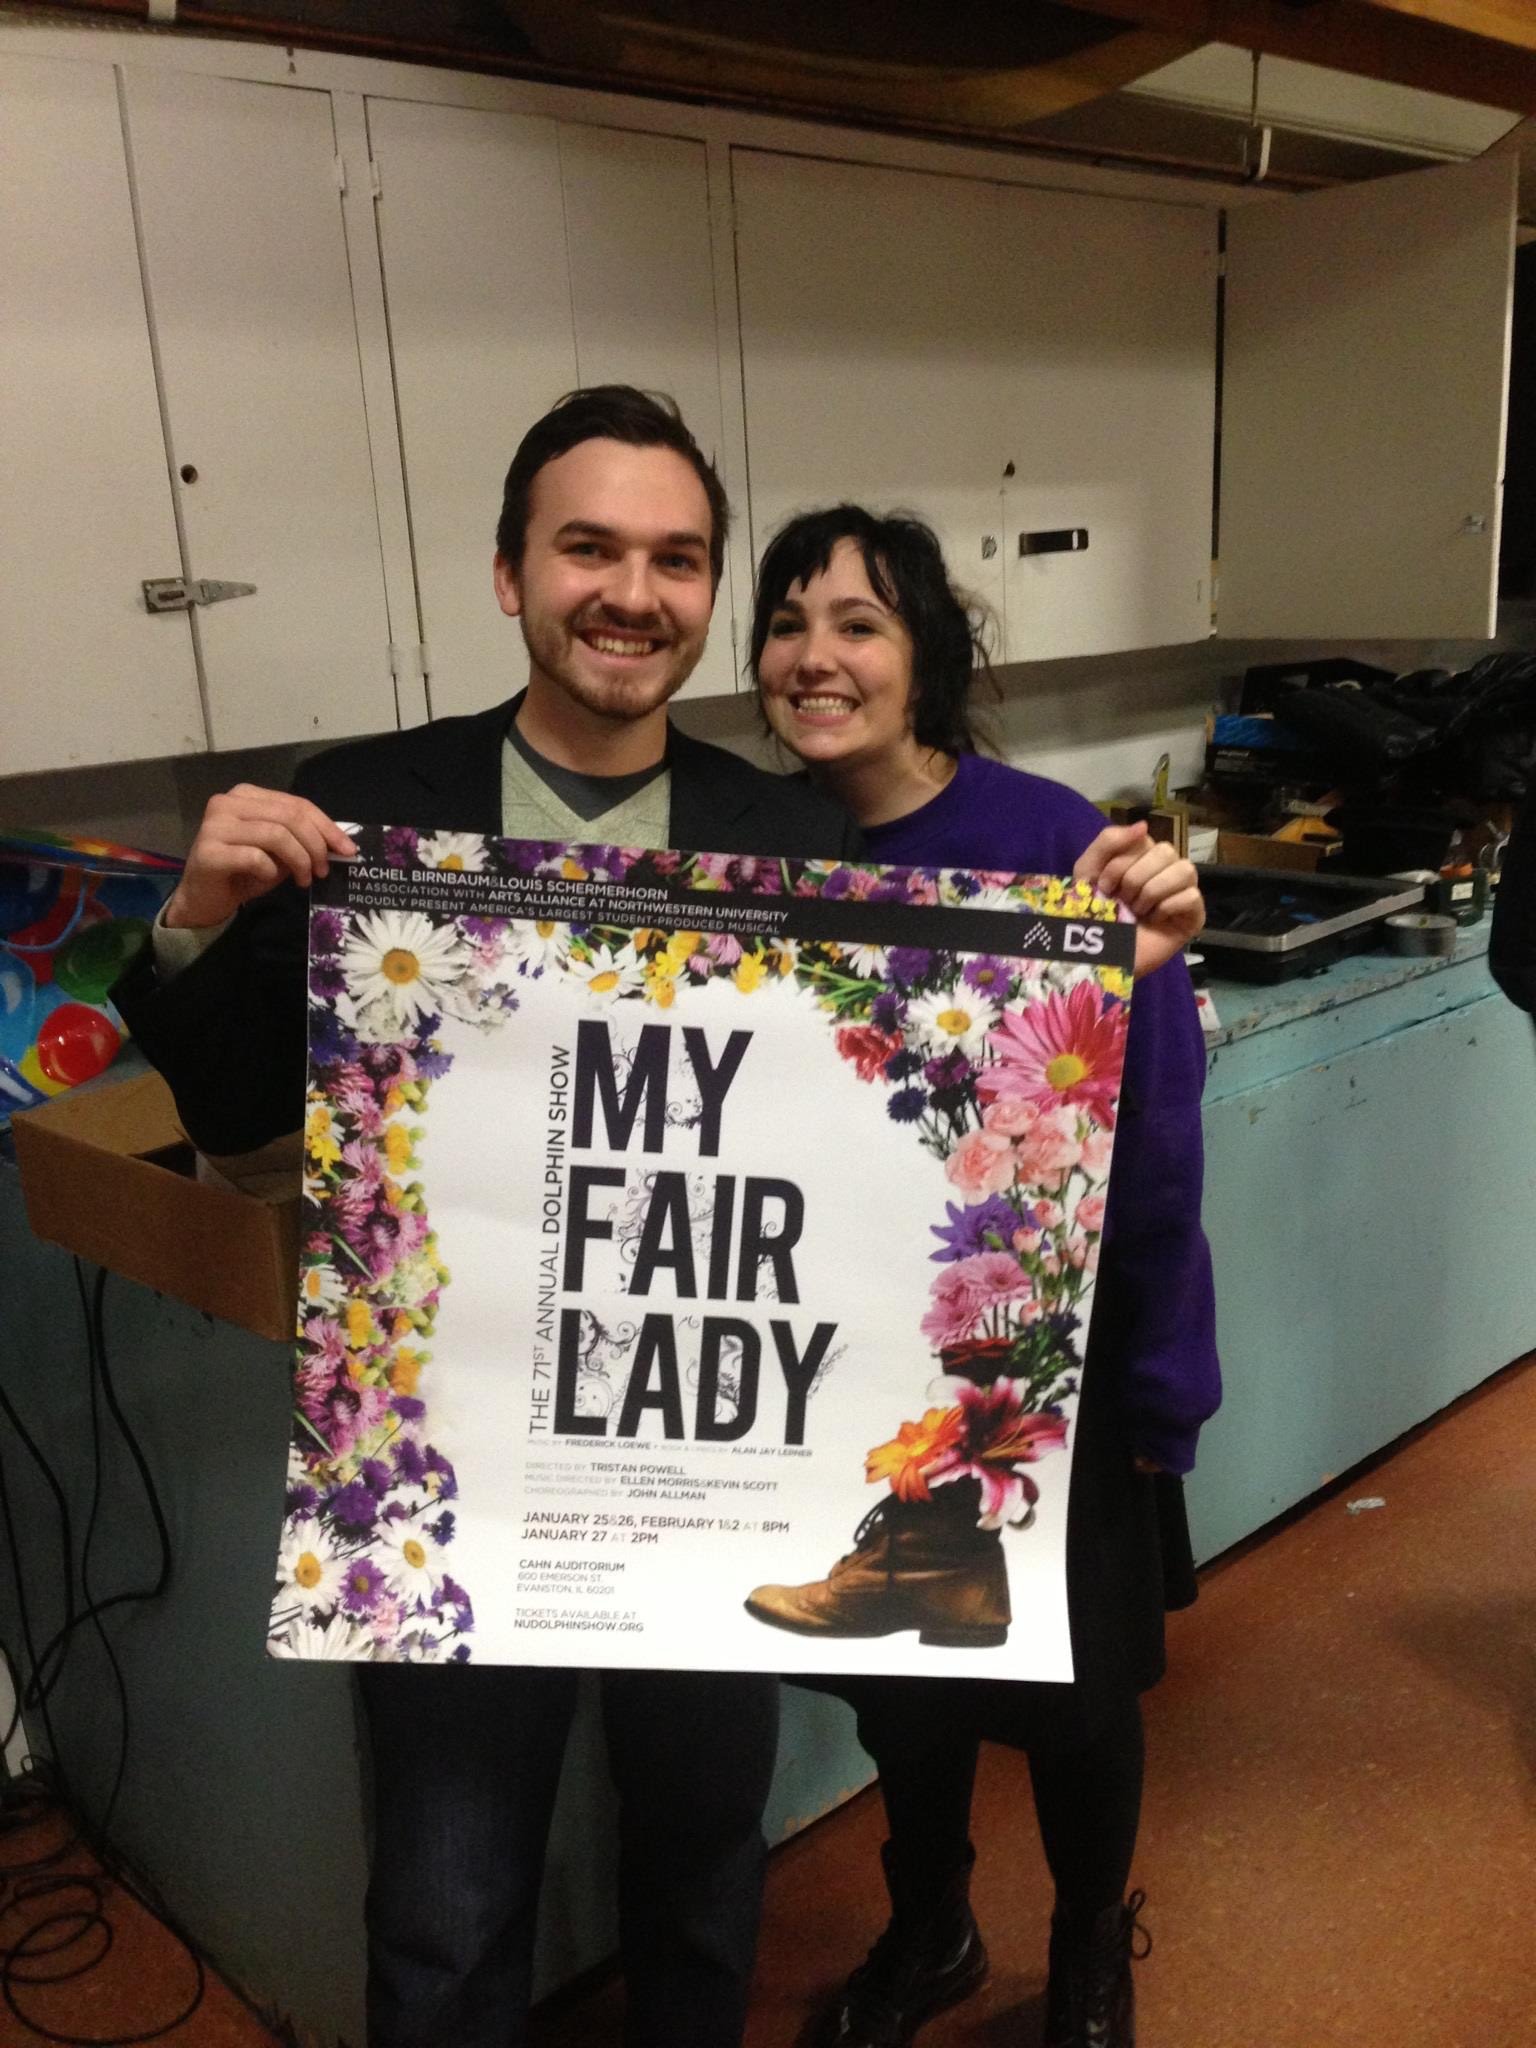 RACHEL BIRNBAUM&LOUIS SCHERMERHORN
IN ASSOCIATION WITH ARTS ALLIANCE AT NORTHWESTERN UNIVERSITY
PROUDLY PRESENT AMERICA'S LARGEST STUDENT-PRODUCED MUSICAL
DS
THE 71ST ANNUAL DOLPHIN SHOW
MY
FAIR
LADY
MUSIC BY FREDERICK LOEWE • BOOK & LYRICS BY ALAN JAY LERNER
DIRECTED BY TRISTAN POWELL
MUSIC DIRECTED BY ELLEN MORRIS&KEVIN SCOTT
CHOREOGRAPHED BY JOHN ALLMAN
JANUARY 25&26, FEBRUARY 1&2 AT 8PM
JANUARY 27 AT 2PM
CAHN AUDITORIUM
600 EMERSON ST.
EVANSTON, IL 60201
TICKETS AVAILABLE AT
NUDOLPHINSHOW.ORG